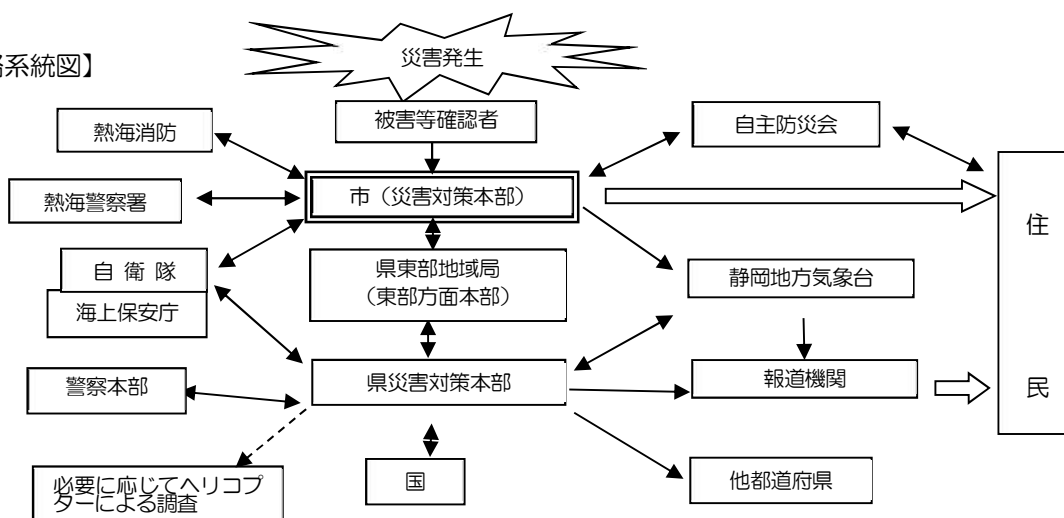 系統図】
災害発生
被害等確認者
自主防災会
熱海消防
市（災害対策本部）
熱海警察署
住
民
県東部地域局
（東部方面本部）
静岡地方気象台
自 衛 隊
海上保安庁
県災害対策本部
報道機関
警察本部
国
他都道府県
必要に応じてヘリコプ
ターによる調査